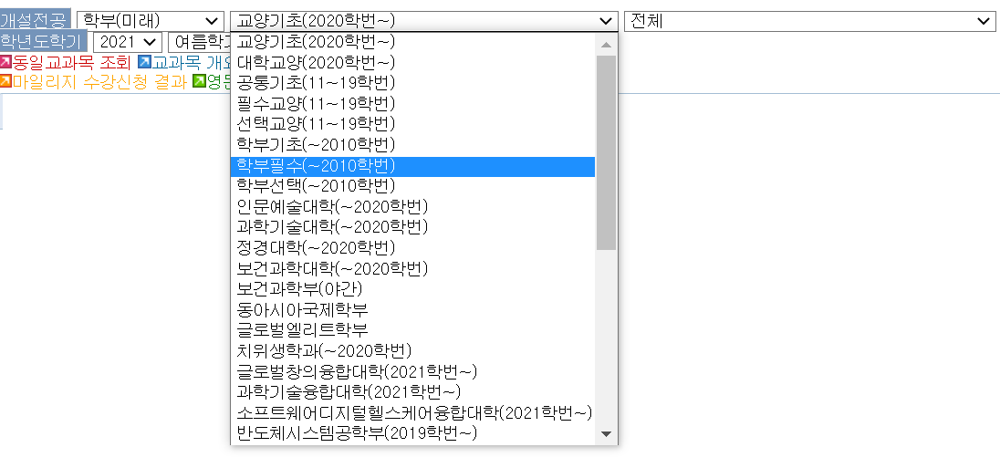 개설전공 학부(미래) 교양기초(2020학번~) 전체
학년도학기 2021 여름학기
동일교과목 조회 교과목 개요
마일리지 수강신청 결과 영문
교양기초(2020학번~)
대학교양(2020학번~)
공통기초(11~19학번)
필수교양(11~19학번)
선택교양(11~19학번)
학부기초(~2010학번)
학부필수(~2010학번)
학부선택(~2010학번)
인문예술대학(~2020학번)
과학기술대학(~2020학번)
정경대학(~2020학번)
보건과학대학(~2020학번)
보건과학부(야간)
동아시아국제학부
글로벌엘리트학부
치위생학과(~2020학번)
글로벌창의융합대학(2021학번~)
과학기술융합대학(2021학번~)
소프트웨어디지털헬스케어융합대학(2021학번~)
반도체시스템공학부(2019학번~)